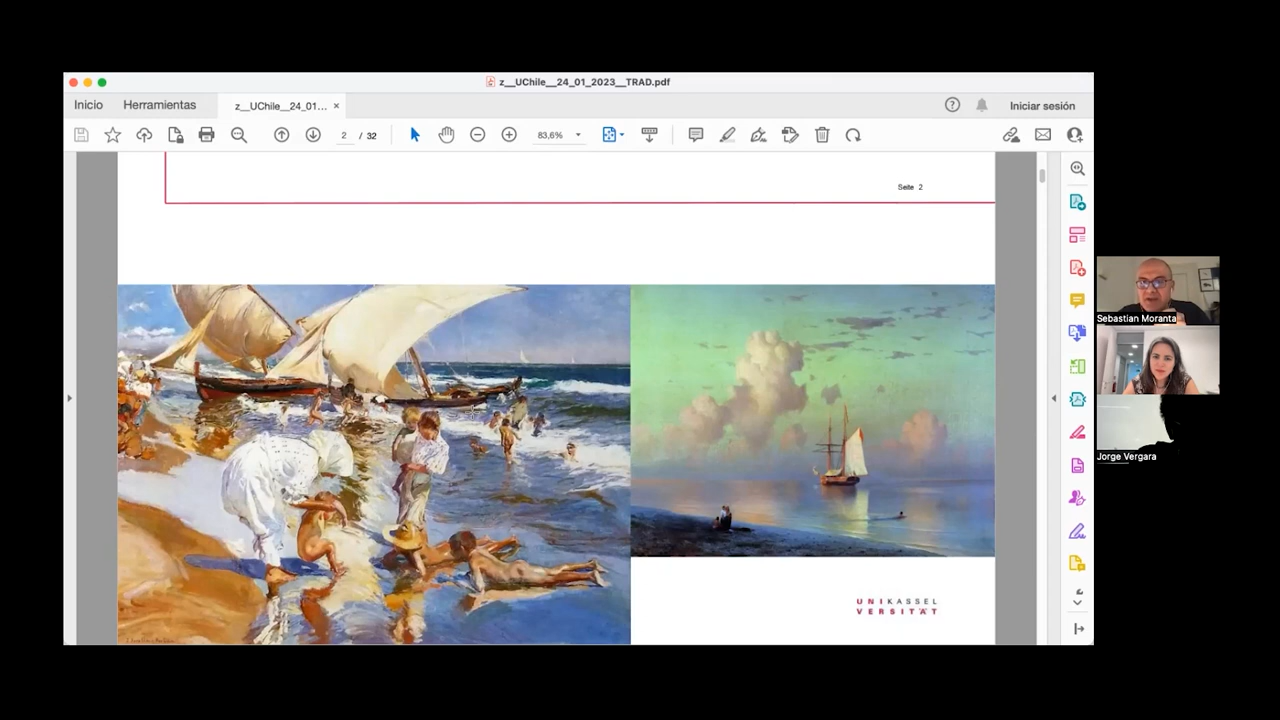 z__UChile__24_01_2023__TRAD.pdf
Inicio
Herramientas
z__UChile__24_01...
Iniciar sesión
2 / 32
83,6%
Seite 2
Sebastian Moranta
Jorge Vergara
UNIKASSEL
VERSITÄT